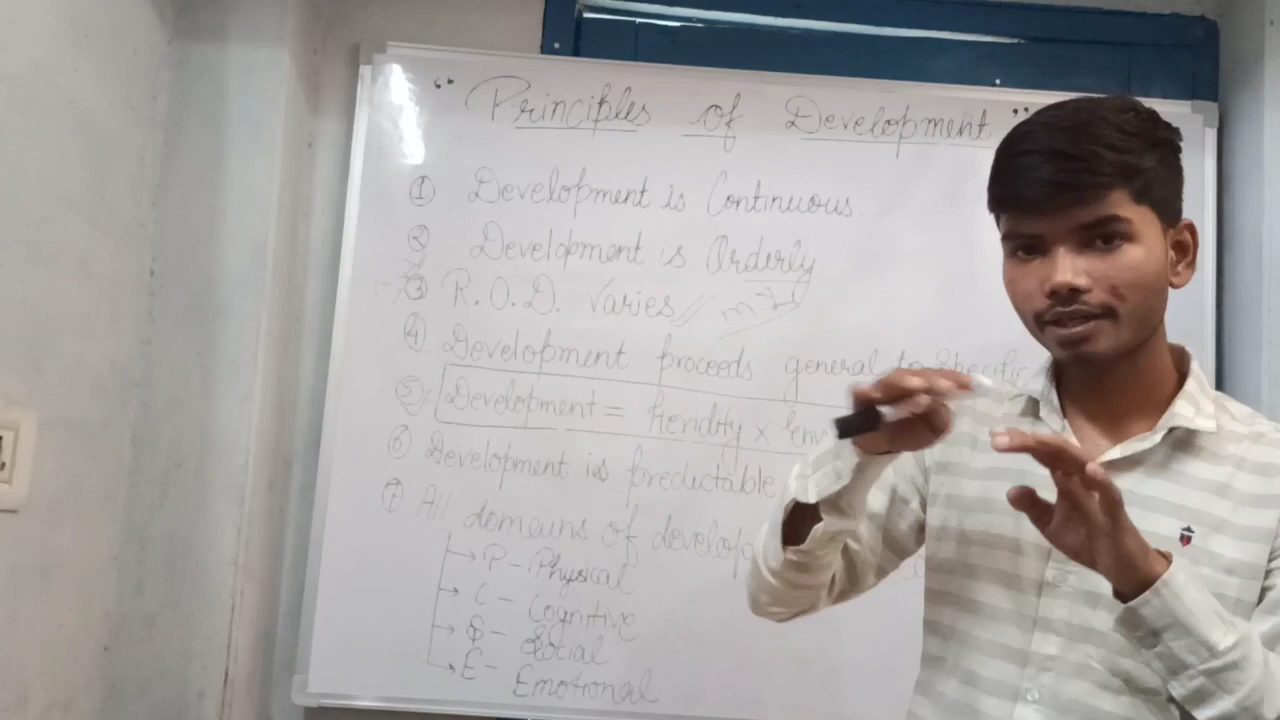 “ Principles of Development ”
① Development is Continuous
② Development is Orderly
③ R.O.D. varies
④ Development proceeds general to specific
⑤ Development = Heridity × Env
⑥ Development is predectable
⑦ All domains of develop
→ P - Physical
→ C - Cognitive
→ S - Social
→ E - Emotional